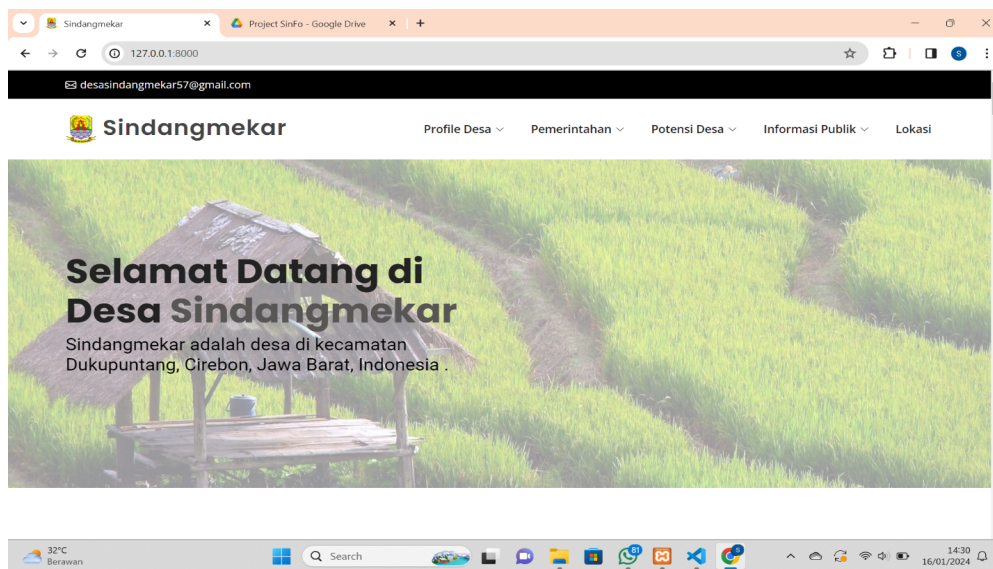 Sindangmekar
Project SinFo - Google Drive
127.0.0.1:8000
S
desasindangmekar57@gmail.com
Sindangmekar
Profile Desa
Pemerintahan
Potensi Desa
Informasi Publik
Lokasi
Selamat Datang di
Desa Sindangmekar
Sindangmekar adalah desa di kecamatan
Dukupuntang, Cirebon, Jawa Barat, Indonesia .
32°C
Berawan
Search
81
14:30
16/01/2024